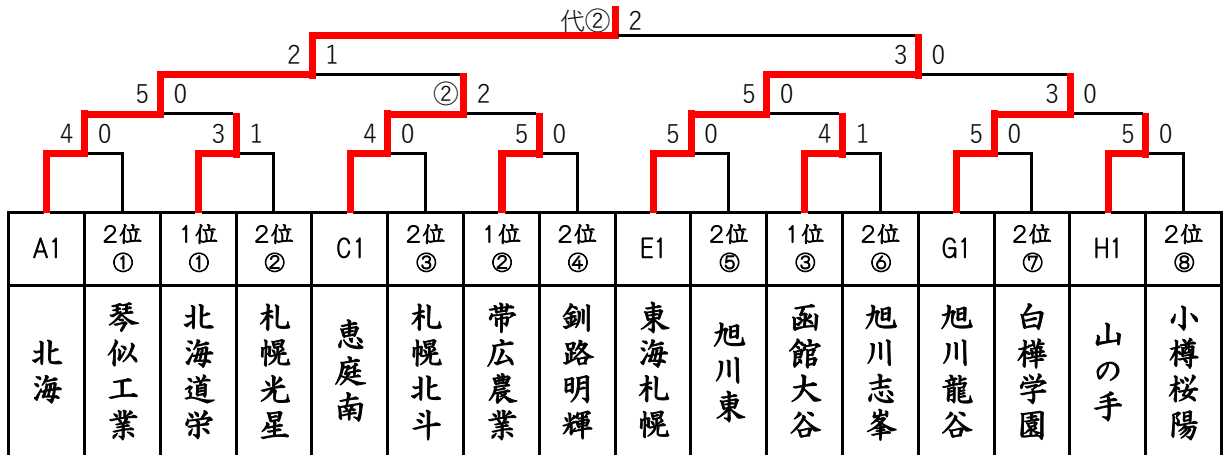 代② 2
2 1 3 0
5 0 ② 2 5 0 3 0
4 0 3 1 4 0 5 0 5 0 4 1 5 0 5 0
A1 2位① 1位① 2位② C1 2位③ 1位② 2位④ E1 2位⑤ 1位③ 2位⑥ G1 2位⑦ H1 2位⑧
北海 琴似工業 北海道栄 札幌光星 恵庭南 札幌北斗 帯広農業 釧路明輝 東海札幌 旭川東 函館大谷 旭川志峯 旭川龍谷 白樺学園 山の手 小樽桜陽